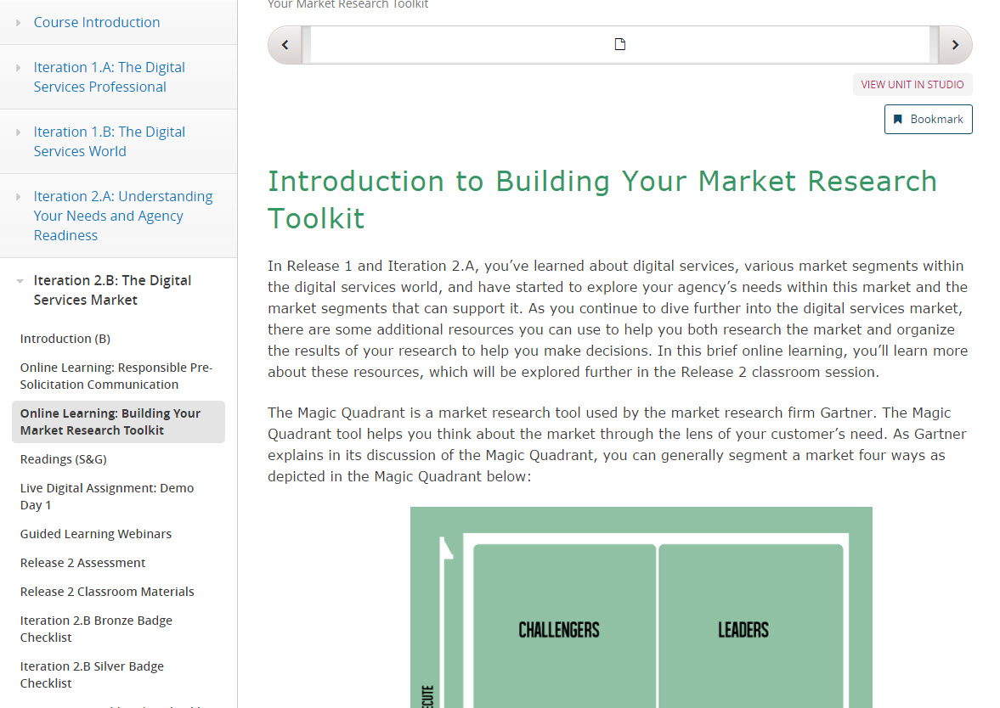 Course Introduction
Iteration 1.A: The Digital
Services Professional
Iteration 1.B: The Digital
Services World
Iteration 2.A: Understanding
Your Needs and Agency
Readiness
Iteration 2.B: The Digital
Services Market
Introduction (B)
Online Learning: Responsible Pre-
Solicitation Communication
Online Learning: Building Your
Market Research Toolkit
Readings (S&G)
Live Digital Assignment: Demo
Day 1
Guided Learning Webinars
Release 2 Assessment
Release 2 Classroom Materials
Iteration 2.B Bronze Badge
Checklist
Iteration 2.B Silver Badge
Checklist
Your Market Research Toolkit
VIEW UNIT IN STUDIO
Bookmark
Introduction to Building Your Market Research
Toolkit
In Release 1 and Iteration 2.A, you’ve learned about digital services, various market segments within
the digital services world, and have started to explore your agency’s needs within this market and the
market segments that can support it. As you continue to dive further into the digital services market,
there are some additional resources you can use to help you both research the market and organize
the results of your research to help you make decisions. In this brief online learning, you’ll learn more
about these resources, which will be explored further in the Release 2 classroom session.
The Magic Quadrant is a market research tool used by the market research firm Gartner. The Magic
Quadrant tool helps you think about the market through the lens of your customer’s need. As Gartner
explains in its discussion of the Magic Quadrant, you can generally segment a market four ways as
depicted in the Magic Quadrant below:
CHALLENGERS
LEADERS